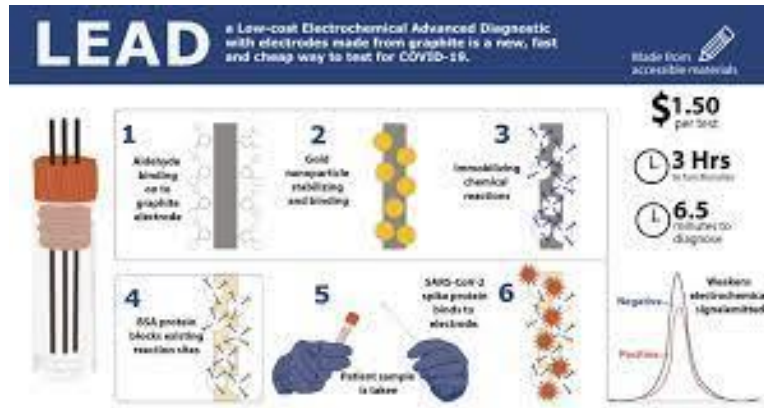 LEAD
a Low-cost Electrochemical Advanced Diagnostic
with electrodes made from graphite is a new, fast
and cheap way to test for COVID-19.
Made from
accessible materials
$1.50
per test
3 Hrs
to functionalize
6.5
minutes to
diagnose
1
Aldehyde
binding
on to
graphite
electrode
2
Gold
nanoparticle
stabilizing
and binding
3
Immobilizing
chemical
reactions
4
BSA protein
blocks existing
reaction sites
5
Patient sample
is taken
SARS-CoV-2
spike protein
binds to
electrode
6
Negative
Positive
Weakens
electrochemical
signal emitted